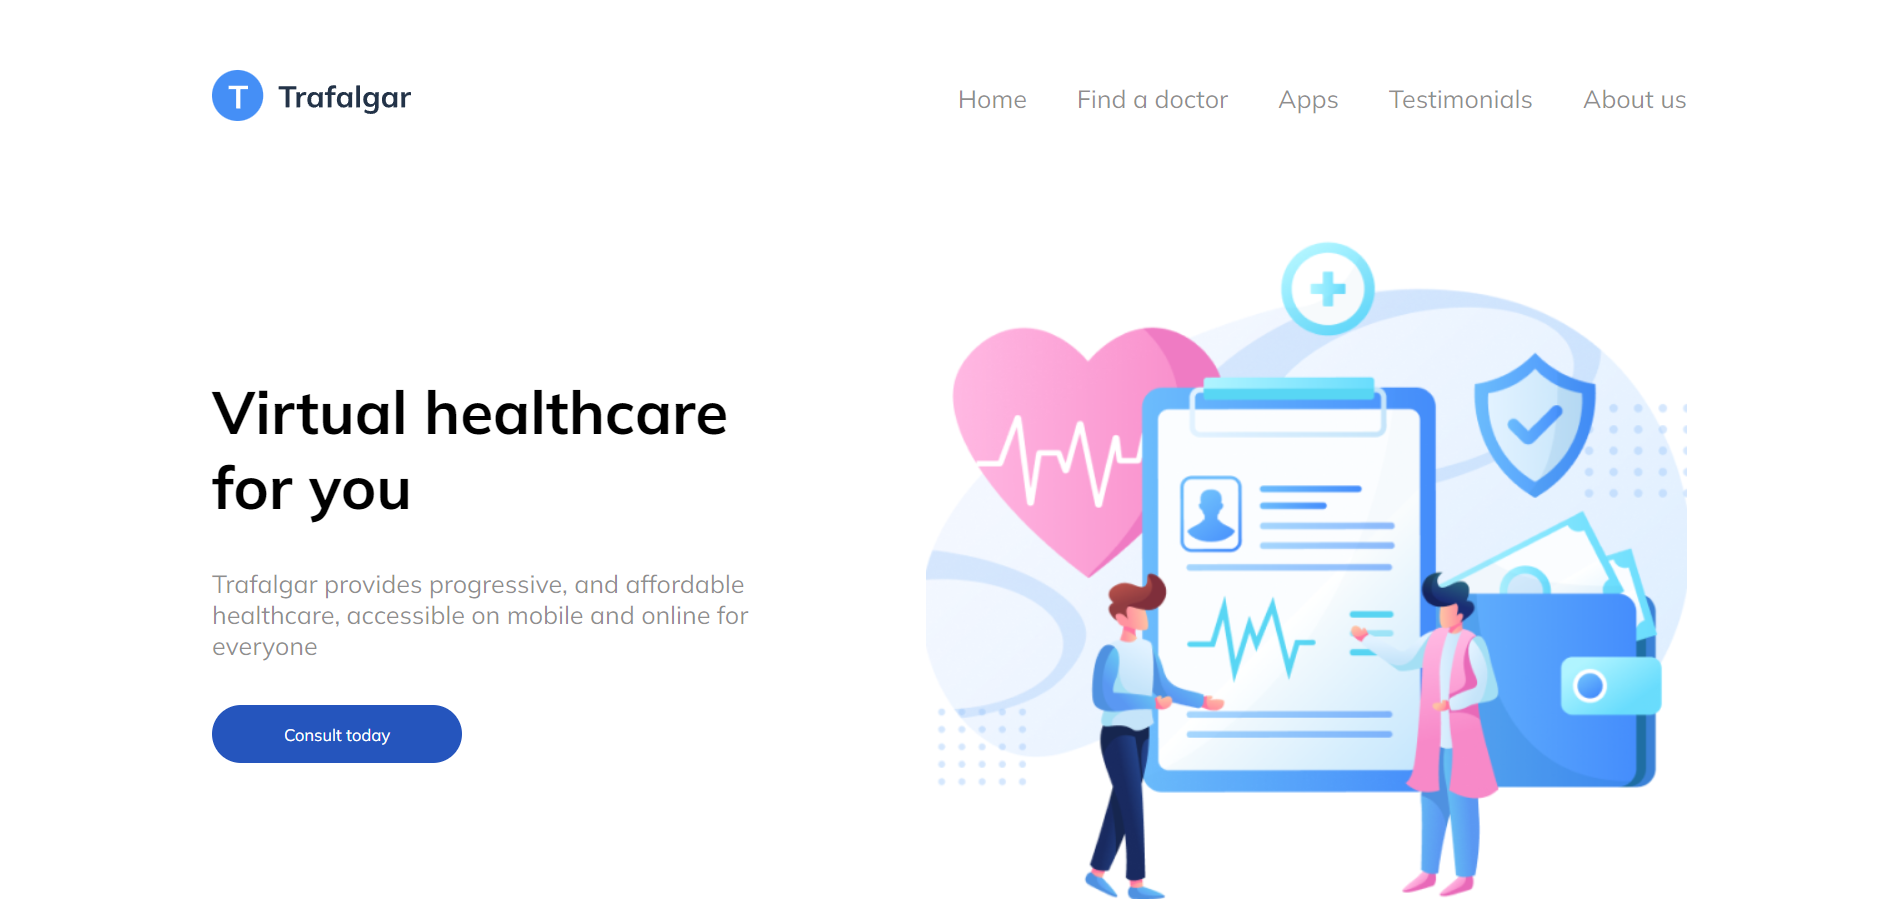 T Trafalgar
Home Find a doctor Apps Testimonials About us
Virtual healthcare
for you
Trafalgar provides progressive, and affordable
healthcare, accessible on mobile and online for
everyone
Consult today